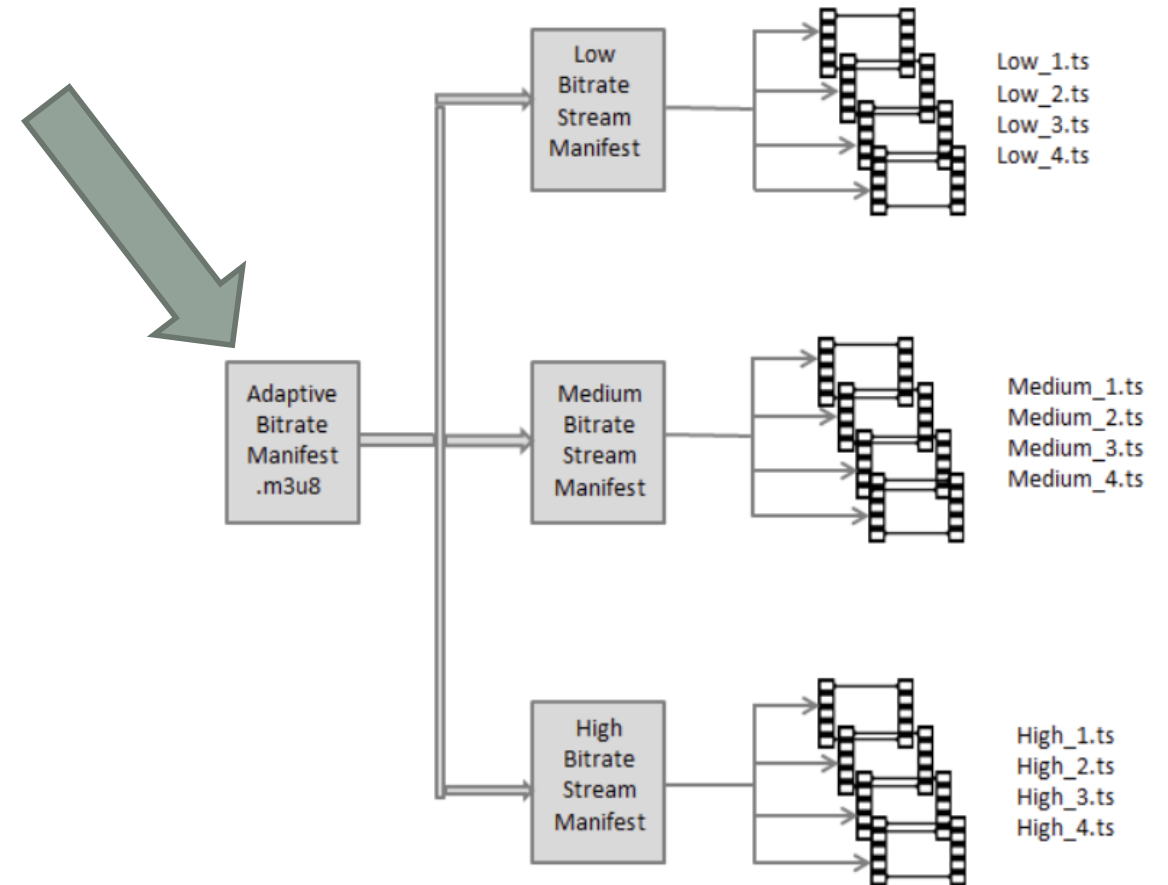 Low
Bitrate
Stream
Manifest
Low_1.ts
Low_2.ts
Low_3.ts
Low_4.ts
Adaptive
Bitrate
Manifest
.m3u8
Medium
Bitrate
Stream
Manifest
Medium_1.ts
Medium_2.ts
Medium_3.ts
Medium_4.ts
High
Bitrate
Stream
Manifest
High_1.ts
High_2.ts
High_3.ts
High_4.ts